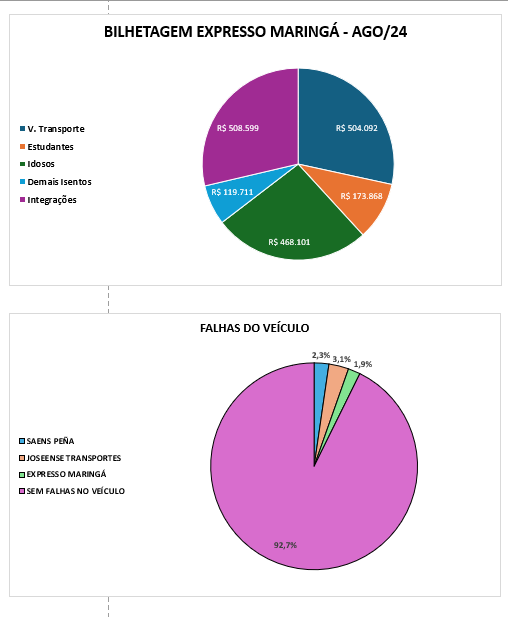 BILHETAGEM EXPRESSO MARINGÁ - AGO/24
V. Transporte
Estudantes
Idosos
Demais Isentos
Integrações
R$ 508.599
R$ 504.092
R$ 119.711
R$ 173.868
R$ 468.101
FALHAS DO VEÍCULO
SAENS PEÑA
JOSEENSE TRANSPORTES
EXPRESSO MARINGÁ
SEM FALHAS NO VEÍCULO
2,3%
3,1%
1,9%
92,7%